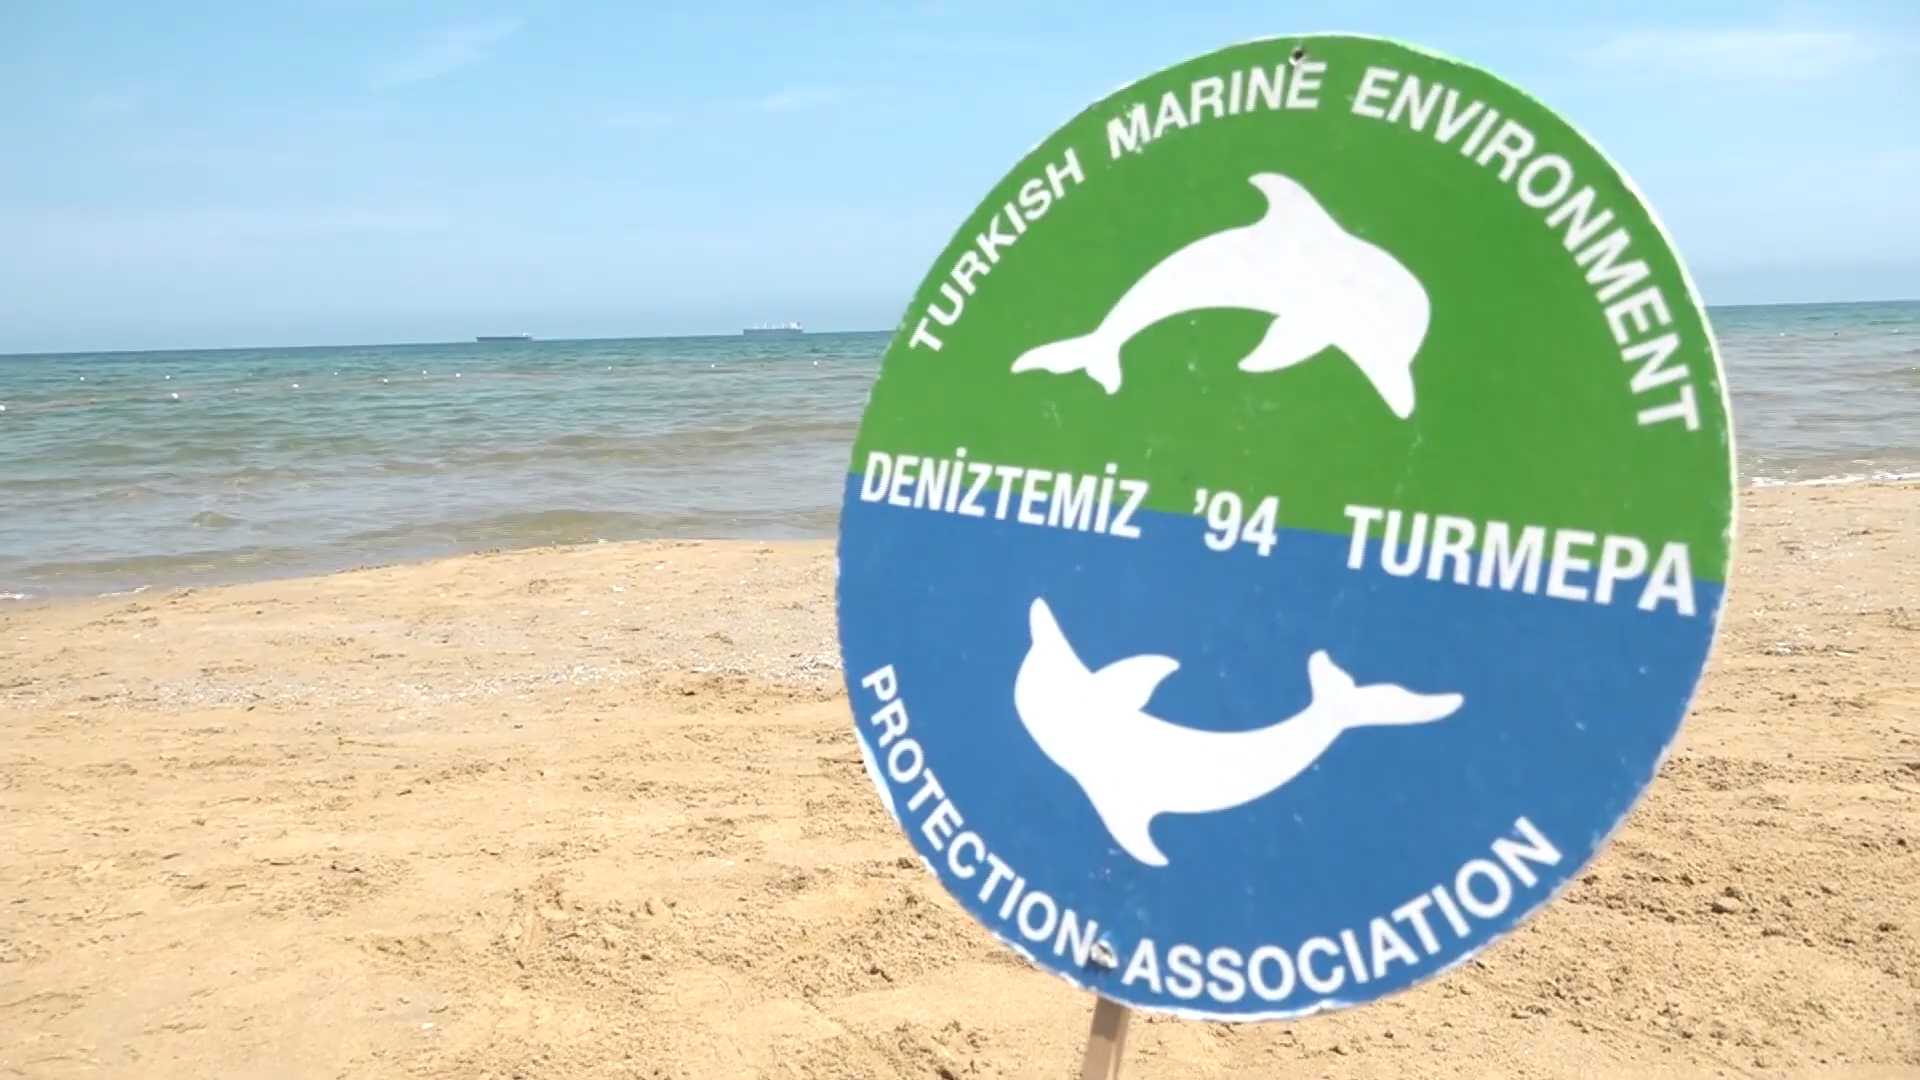 TURKISH MARINE ENVIRONMENT
DENİZTEMİZ '94 TURMEPA
PROTECTION ASSOCIATION